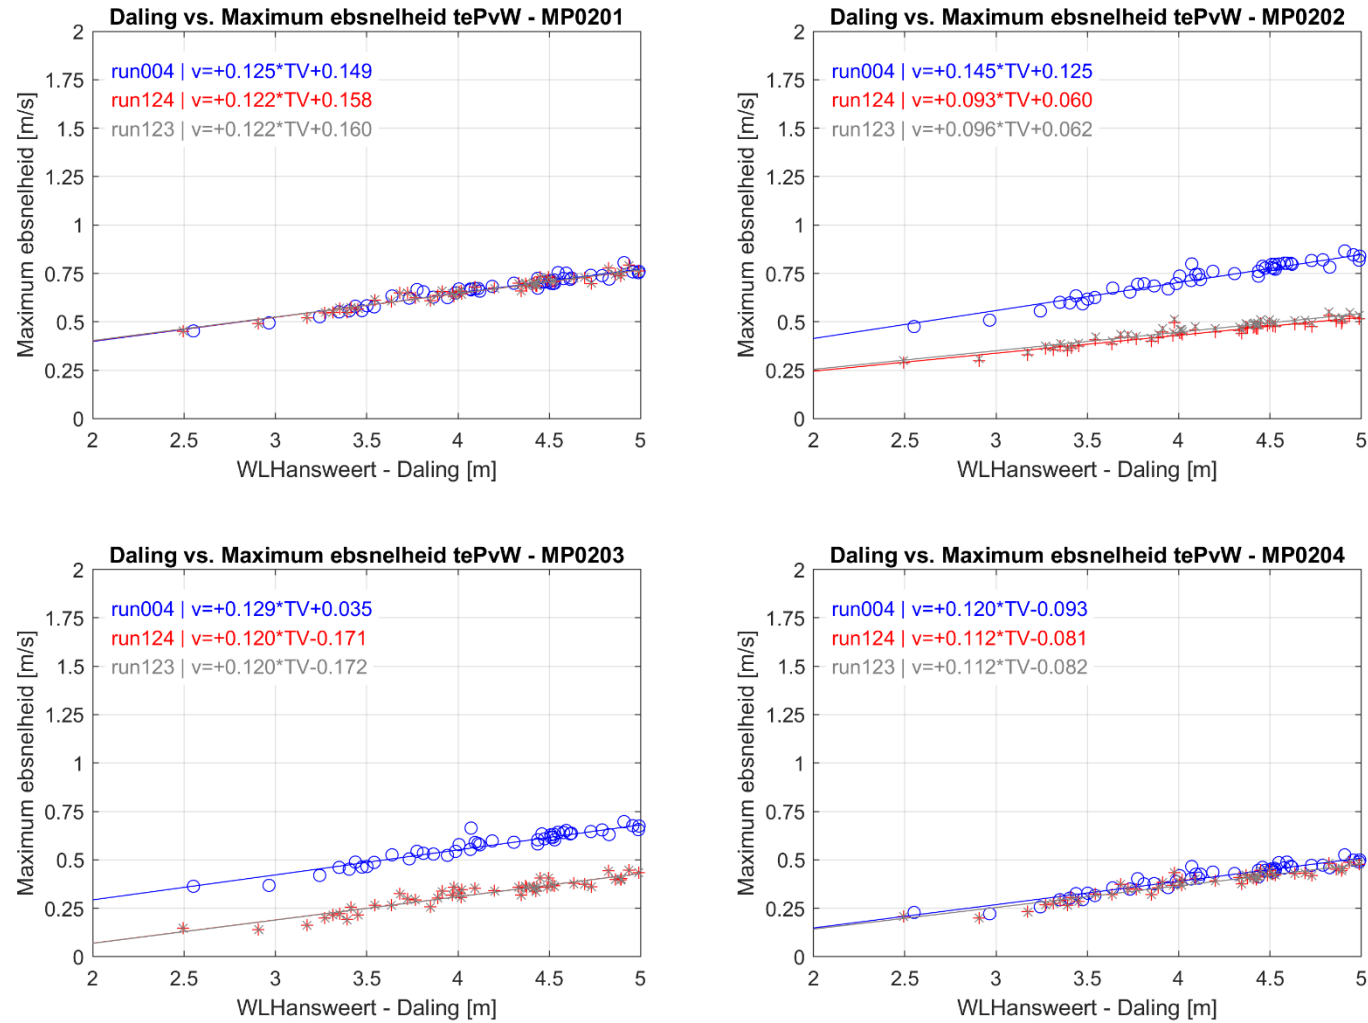 Daling vs. Maximum ebsnelheid tePvW - MP0201
2
1.75
1.5
1.25
1
0.75
0.5
0.25
0
Maximum ebsnelheid [m/s]
run004 | v=+0.125*TV+0.149
run124 | v=+0.122*TV+0.158
run123 | v=+0.122*TV+0.160
2 2.5 3 3.5 4 4.5 5
WLHansweert - Daling [m]
Daling vs. Maximum ebsnelheid tePvW - MP0202
2
1.75
1.5
1.25
1
0.75
0.5
0.25
0
Maximum ebsnelheid [m/s]
run004 | v=+0.145*TV+0.125
run124 | v=+0.093*TV+0.060
run123 | v=+0.096*TV+0.062
2 2.5 3 3.5 4 4.5 5
WLHansweert - Daling [m]
Daling vs. Maximum ebsnelheid tePvW - MP0203
2
1.75
1.5
1.25
1
0.75
0.5
0.25
0
Maximum ebsnelheid [m/s]
run004 | v=+0.129*TV+0.035
run124 | v=+0.120*TV-0.171
run123 | v=+0.120*TV-0.172
2 2.5 3 3.5 4 4.5 5
WLHansweert - Daling [m]
Daling vs. Maximum ebsnelheid tePvW - MP0204
2
1.75
1.5
1.25
1
0.75
0.5
0.25
0
Maximum ebsnelheid [m/s]
run004 | v=+0.120*TV-0.093
run124 | v=+0.112*TV-0.081
run123 | v=+0.112*TV-0.082
2 2.5 3 3.5 4 4.5 5
WLHansweert - Daling [m]